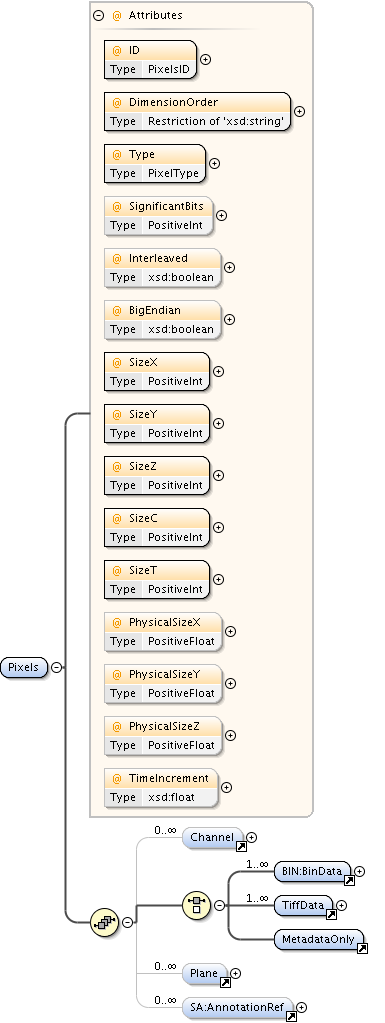 @ Attributes
@ ID
Type PixelsID
@ DimensionOrder
Type Restriction of 'xsd:string'
@ Type
Type PixelType
@ SignificantBits
Type PositiveInt
@ Interleaved
Type xsd:boolean
@ BigEndian
Type xsd:boolean
@ SizeX
Type PositiveInt
@ SizeY
Type PositiveInt
@ SizeZ
Type PositiveInt
@ SizeC
Type PositiveInt
@ SizeT
Type PositiveInt
@ PhysicalSizeX
Type PositiveFloat
@ PhysicalSizeY
Type PositiveFloat
@ PhysicalSizeZ
Type PositiveFloat
@ TimeIncrement
Type xsd:float
Pixels
0..∞ Channel
1..∞ BIN:BinData
1..∞ TiffData
MetadataOnly
0..∞ Plane
0..∞ SA:AnnotationRef